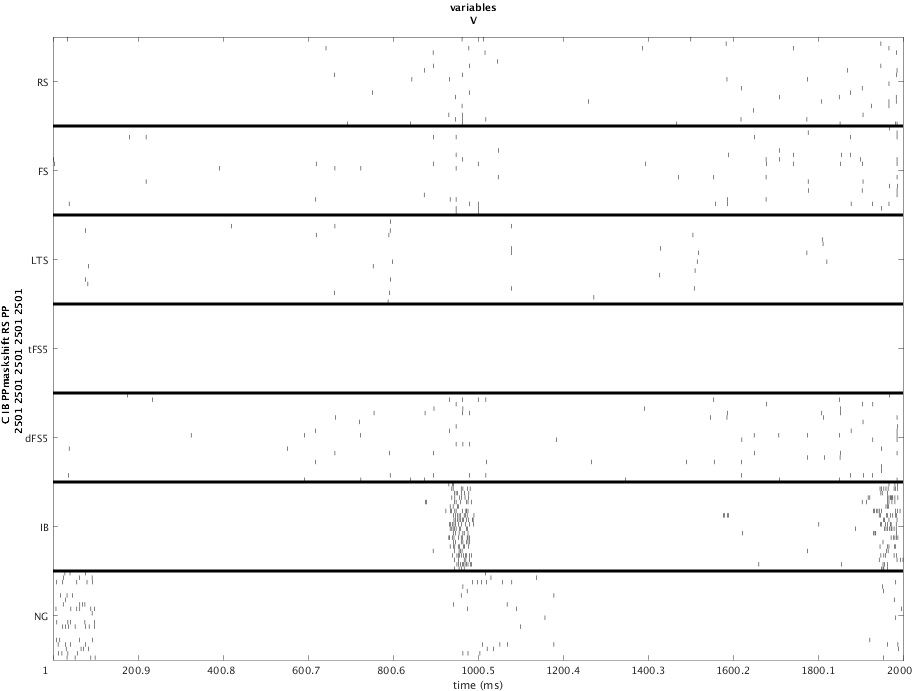 variables
V
C IB PPmaskshift RS PP
2501 2501 2501 2501 2501
RS
FS
LTS
tFS5
dFS5
IB
NG
1 200.9 400.8 600.7 800.6 1000.5 1200.4 1400.3 1600.2 1800.1 2000
time (ms)